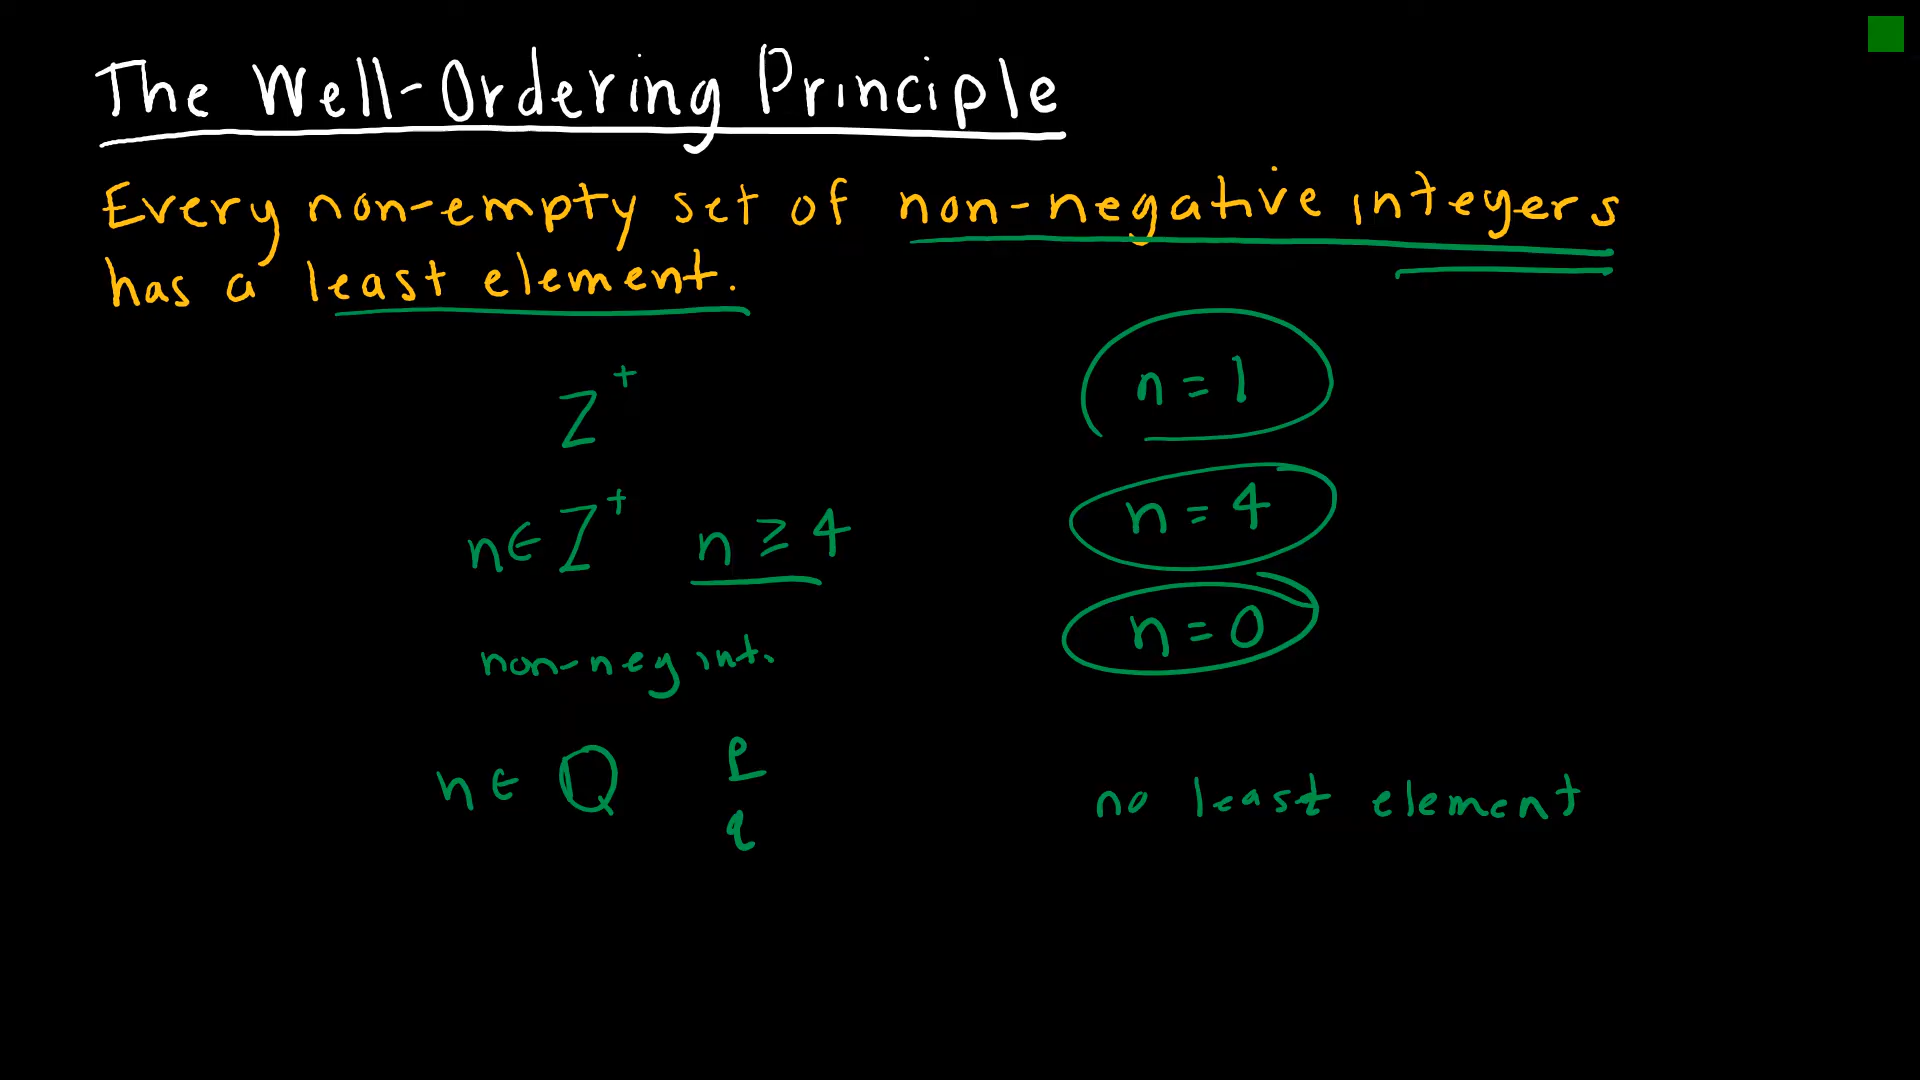 The Well-Ordering Principle
Every non-empty set of non-negative integers
has a least element.
Z⁺ n = 1
n ∈ Z⁺ n ≥ 4 n = 4
non-neg int. n = 0
n ∈ Q p/q no least element